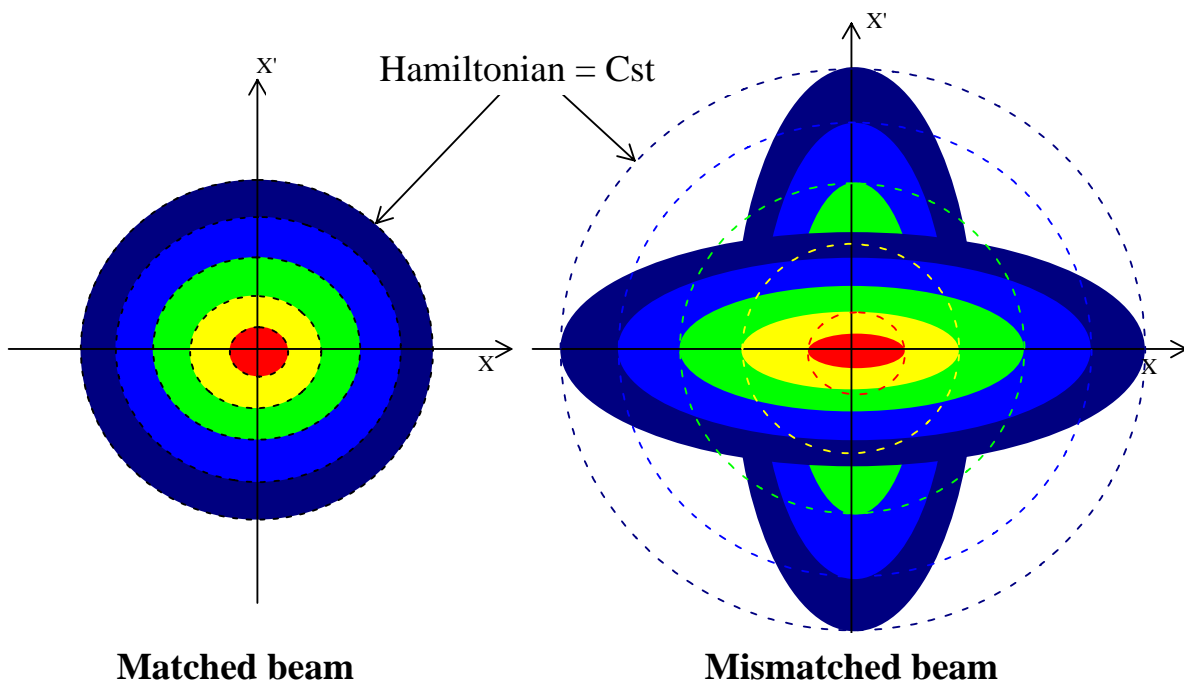 X'
X'
Hamiltonian = Cst
X
X
Matched beam
Mismatched beam